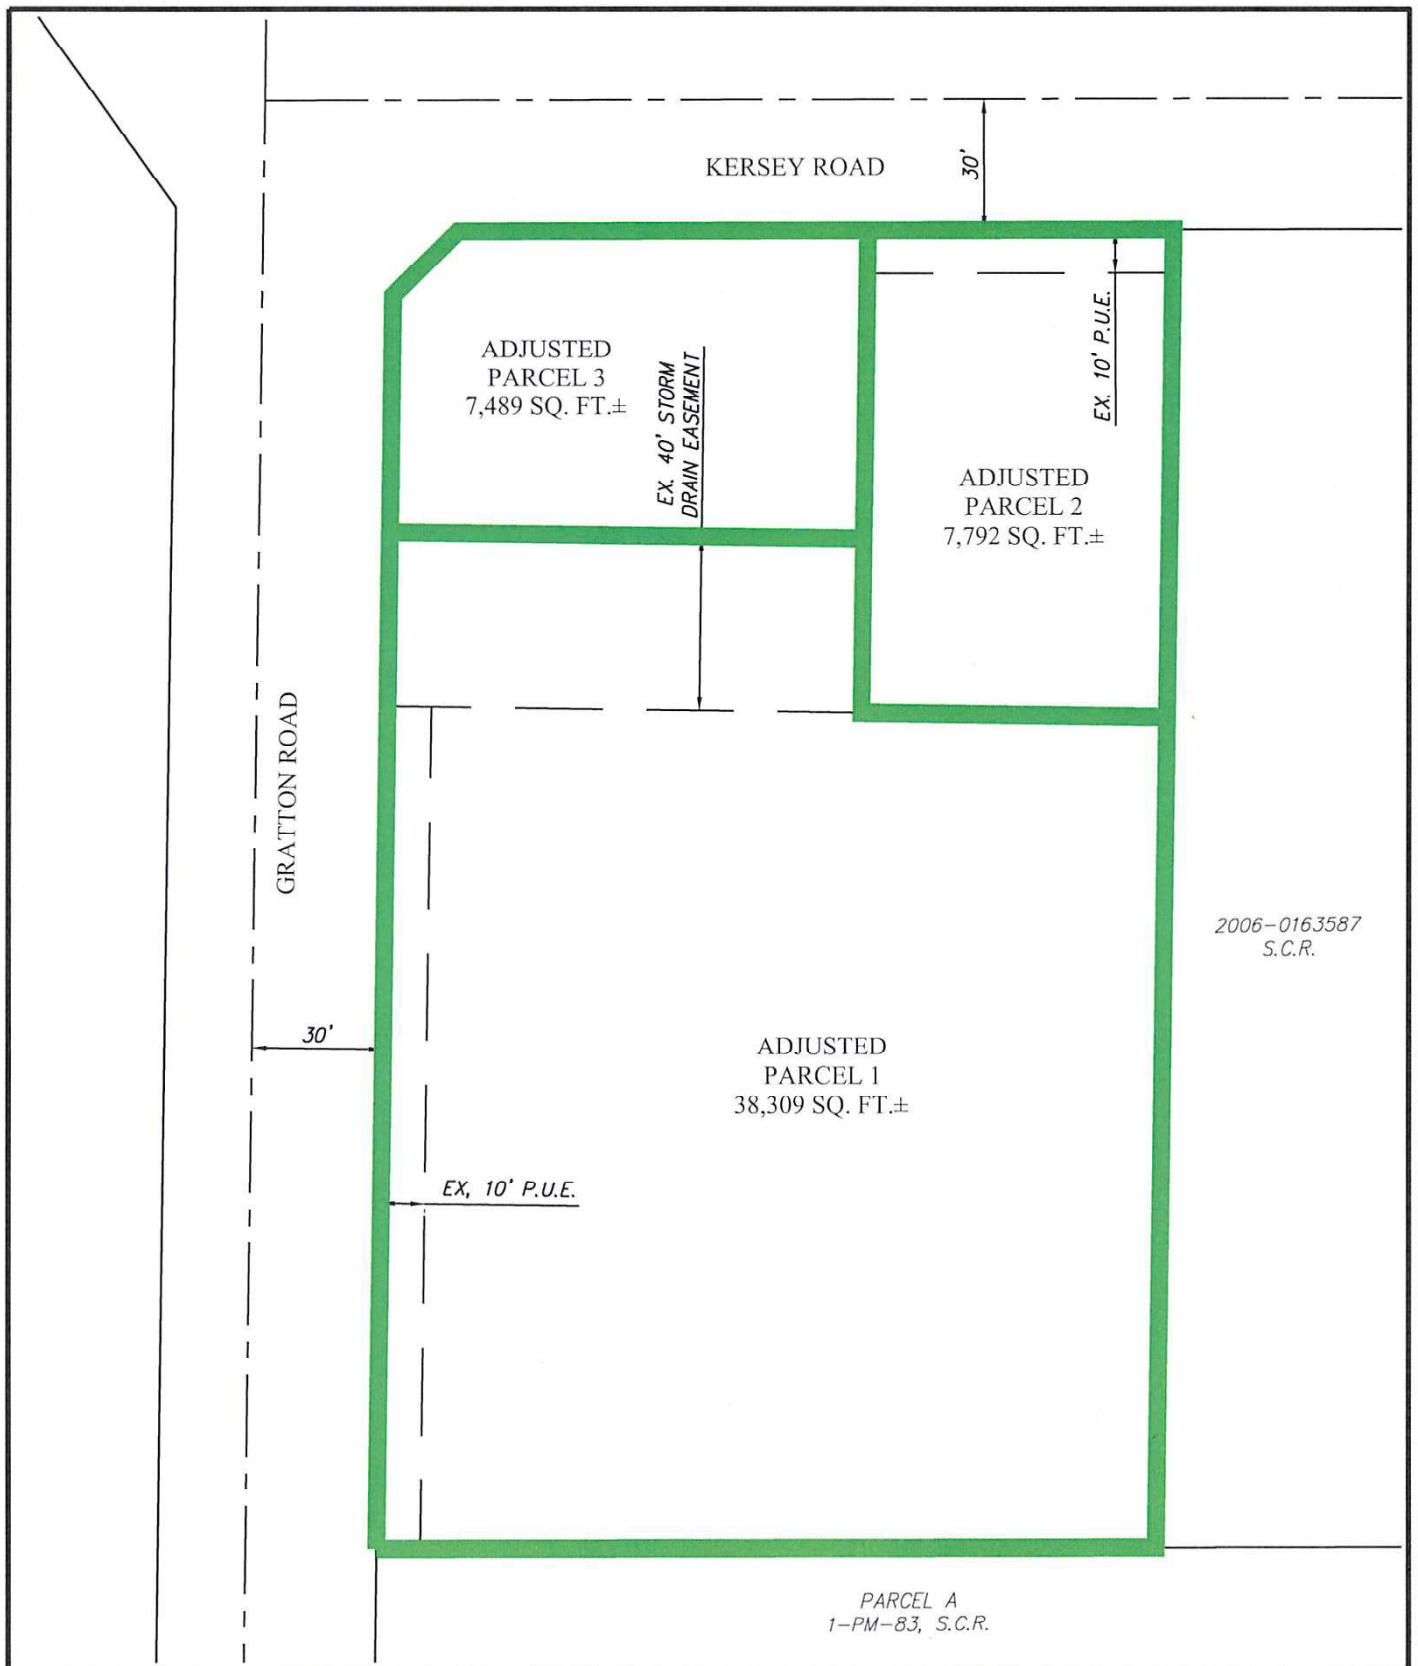 KERSEY ROAD
30'
ADJUSTED
PARCEL 3
7,489 SQ. FT.±
EX. 40' STORM
DRAIN EASEMENT
EX. 10' P.U.E.
ADJUSTED
PARCEL 2
7,792 SQ. FT.±
GRATTON ROAD
2006-0163587
S.C.R.
30'
ADJUSTED
PARCEL 1
38,309 SQ. FT.±
EX, 10' P.U.E.
PARCEL A
1-PM-83, S.C.R.